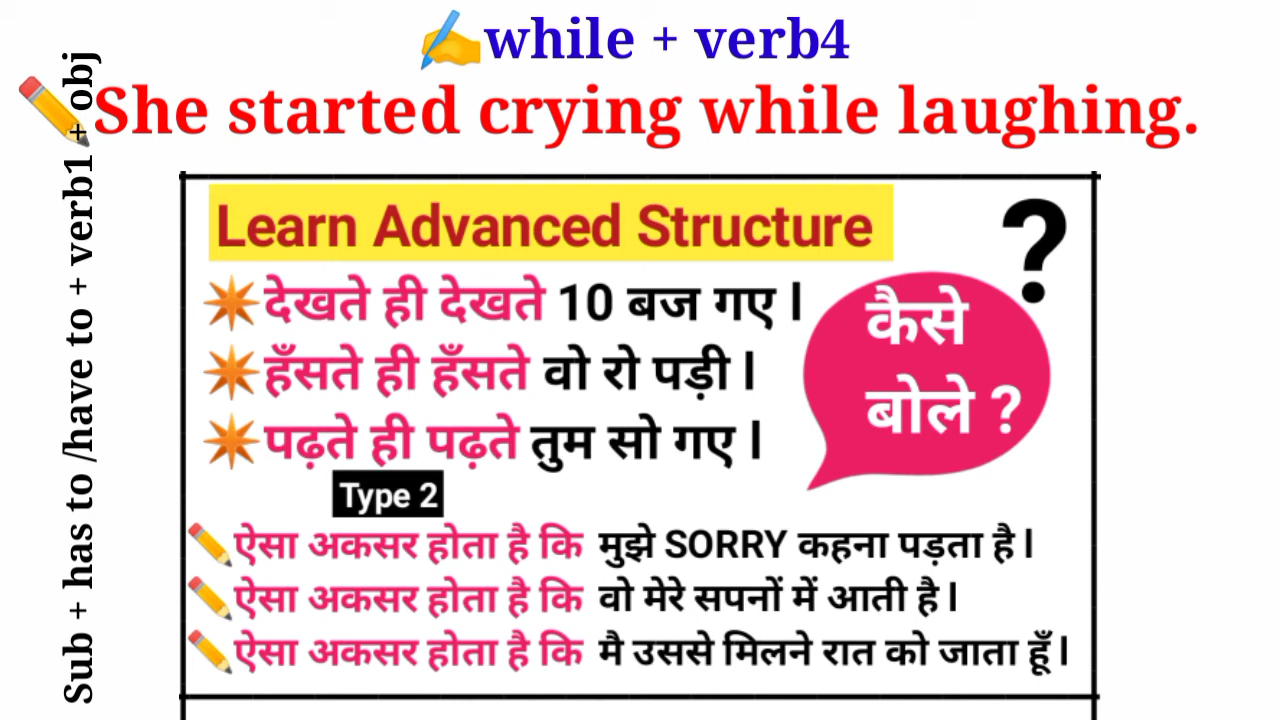 ✍️while + verb4
✏️She started crying while laughing.
Sub + has to /have to + verb1 + obj
Learn Advanced Structure
?
देखते ही देखते 10 बज गए l
हँसते ही हँसते वो रो पड़ी l
पढ़ते ही पढ़ते तुम सो गए l
कैसे
बोले ?
Type 2
✏️ऐसा अकसर होता है कि मुझे SORRY कहना पड़ता है l
✏️ऐसा अकसर होता है कि वो मेरे सपनों में आती है l
✏️ऐसा अकसर होता है कि मै उससे मिलने रात को जाता हूँ l